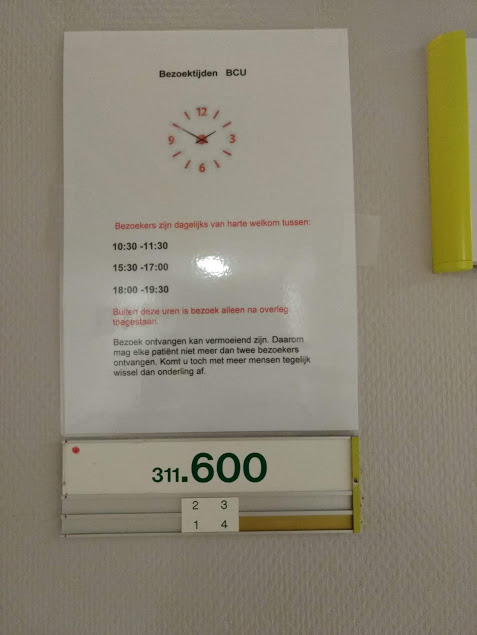 Bezoektijden BCU
12
9 3
6
Bezoekers zijn dagelijks van harte welkom tussen:
10:30 -11:30
15:30 -17:00
18:00 -19:30
Buiten deze uren is bezoek alleen na overleg
toegestaan.
Bezoek ontvangen kan vermoeiend zijn. Daarom
mag elke patiënt niet meer dan twee bezoekers
ontvangen. Komt u toch met meer mensen tegelijk
wissel dan onderling af.
311.600
2 3
1 4